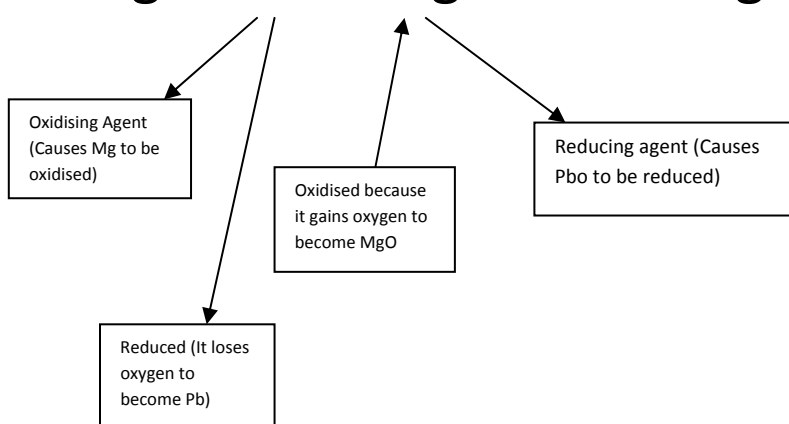 Oxidising Agent
(Causes Mg to be
oxidised)
Reduced (It loses
oxygen to
become Pb)
Oxidised because
it gains oxygen to
become MgO
Reducing agent (Causes
Pbo to be reduced)